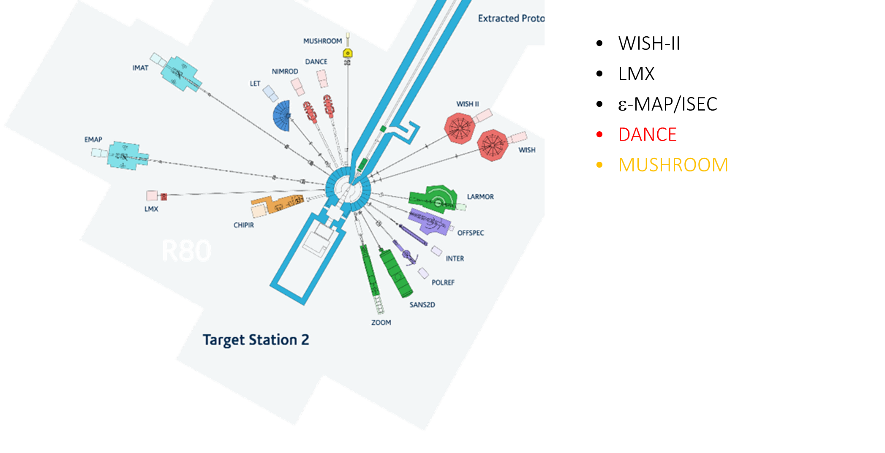 Extracted Proto
MUSHROOM
DANCE
IMAT
NIMROD
LET
WISH II
EMAP
WISH
LMX
LARMOR
CHIPIR
OFFSPEC
R80
INTER
POLREF
SANS2D
ZOOM
Target Station 2
• WISH-II
• LMX
• ε-MAP/ISEC
• DANCE
• MUSHROOM